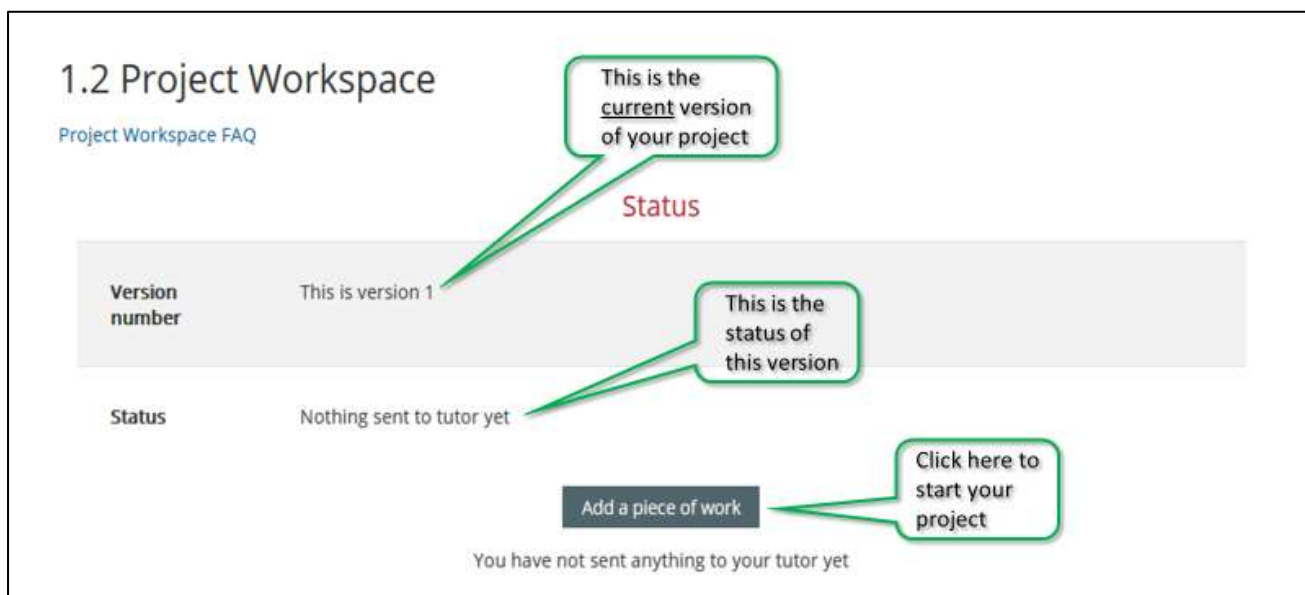 1.2 Project Workspace
Project Workspace FAQ
This is the
current version
of your project
Status
Version
number
This is version 1
This is the
status of
this version
Status
Nothing sent to tutor yet
Click here to
start your
project
Add a piece of work
You have not sent anything to your tutor yet